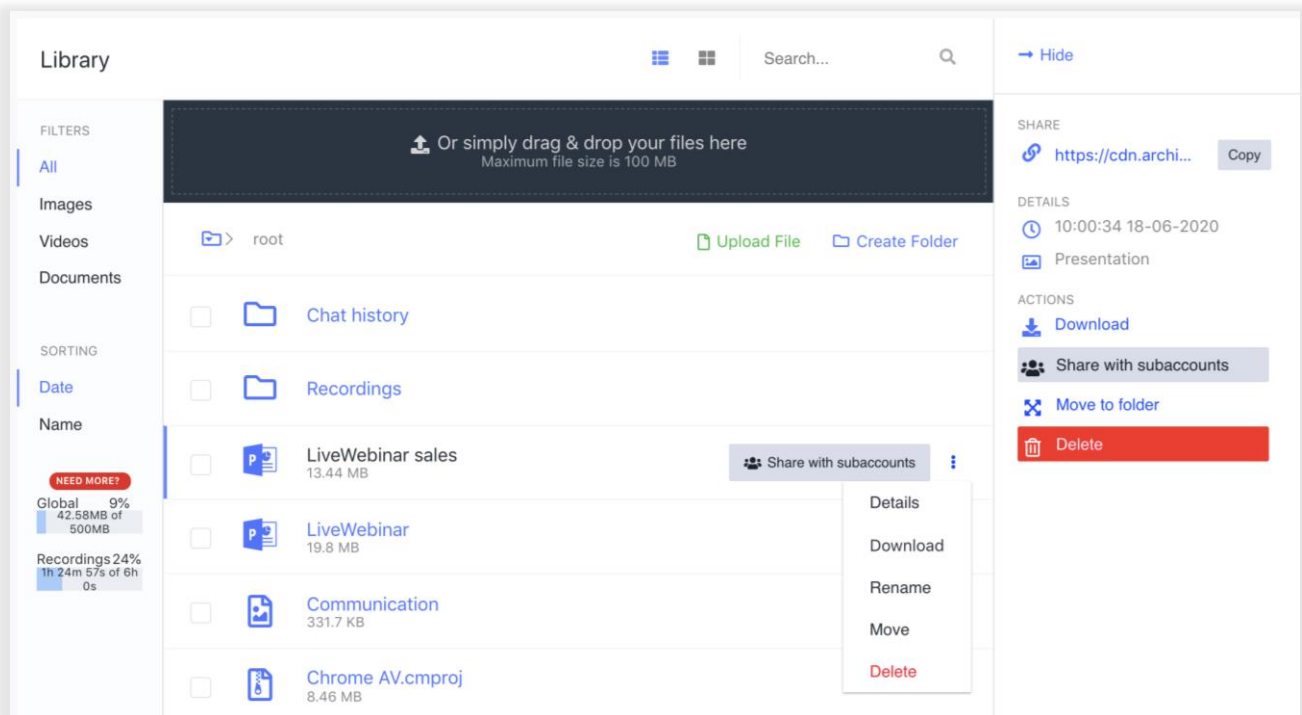 Library
Search...
→ Hide
FILTERS
All
Images
Videos
Documents
SORTING
Date
Name
NEED MORE?
Global 9%
42.58MB of
500MB
Recordings 24%
1h 24m 57s of 6h
0s
Or simply drag & drop your files here
Maximum file size is 100 MB
root
Upload File
Create Folder
Chat history
Recordings
LiveWebinar sales
13.44 MB
Share with subaccounts
Details
Download
Rename
Move
Delete
LiveWebinar
19.8 MB
Communication
331.7 KB
Chrome AV.cmproj
8.46 MB
SHARE
https://cdn.archi... Copy
DETAILS
10:00:34 18-06-2020
Presentation
ACTIONS
Download
Share with subaccounts
Move to folder
Delete